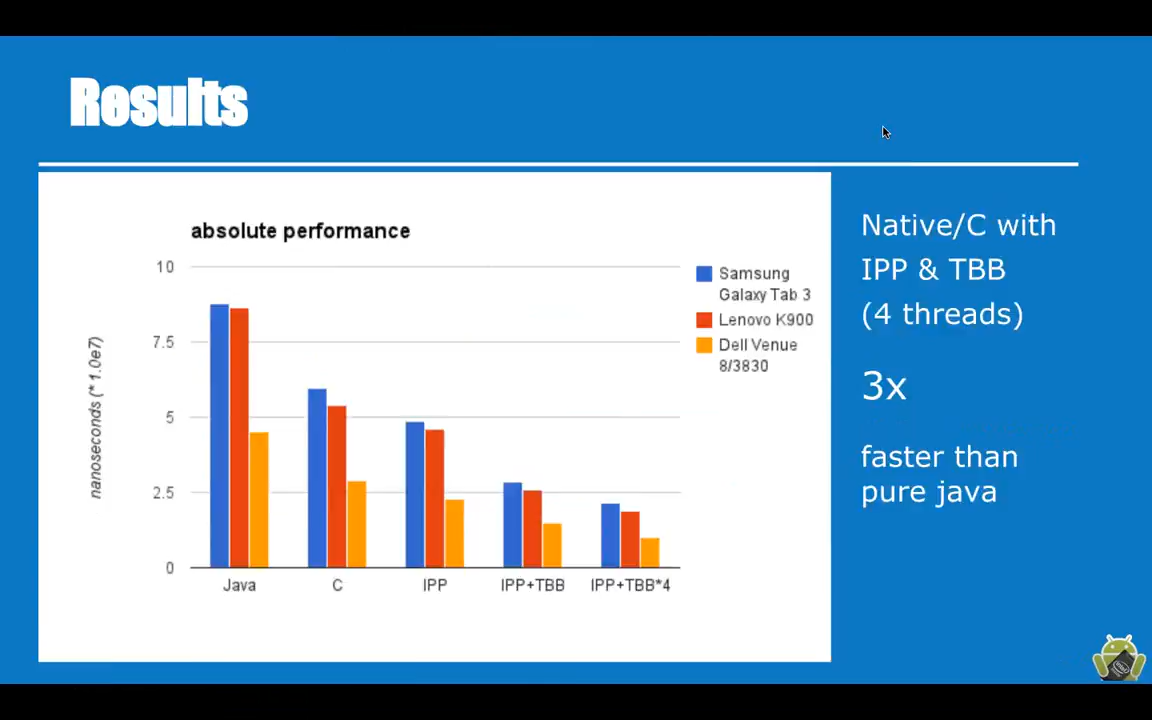 Results
absolute performance
10
7.5
5
2.5
0
nanoseconds (* 1.0e7)
Java
C
IPP
IPP+TBB
IPP+TBB*4
Samsung
Galaxy Tab 3
Lenovo K900
Dell Venue
8/3830
Native/C with
IPP & TBB
(4 threads)
3x
faster than
pure java
intel